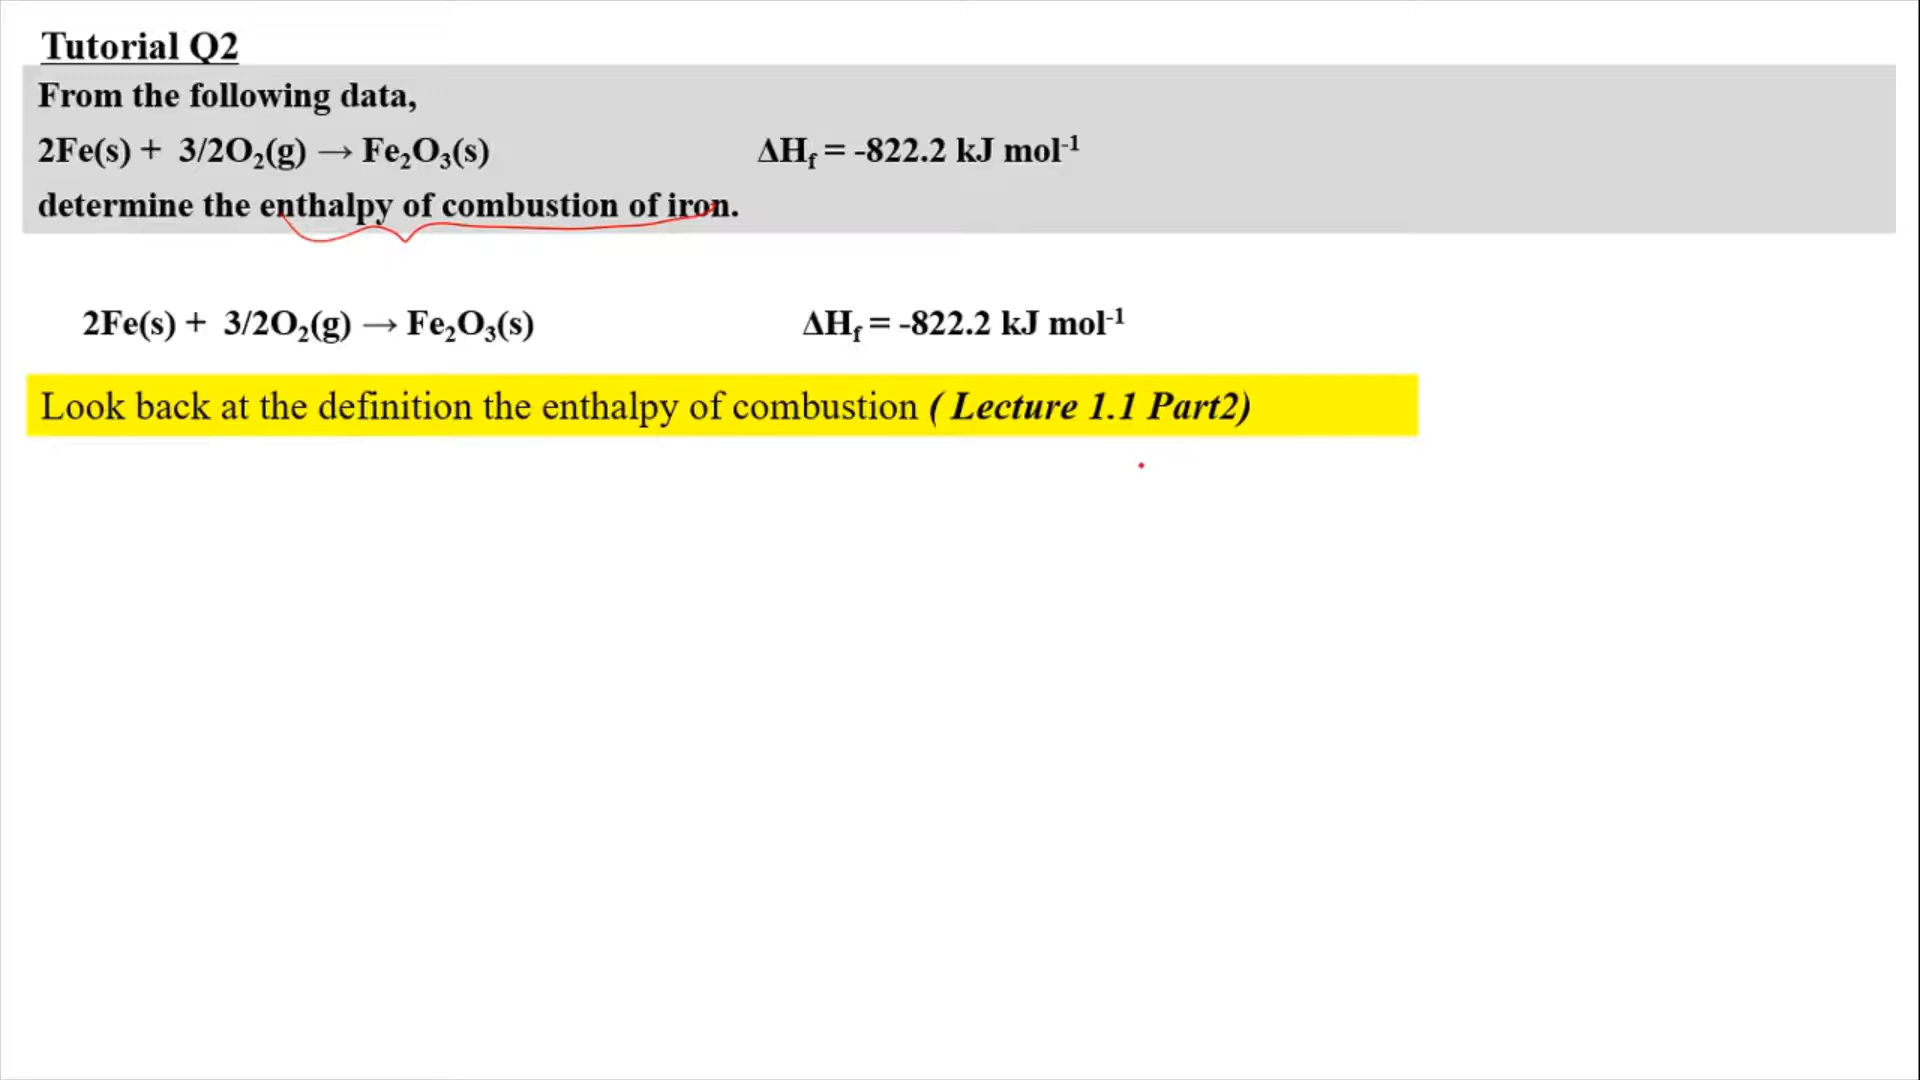 Tutorial Q2
From the following data,
2Fe(s) + 3/2O₂(g) → Fe₂O₃(s) ΔH_f = -822.2 kJ mol⁻¹
determine the enthalpy of combustion of iron.
2Fe(s) + 3/2O₂(g) → Fe₂O₃(s) ΔH_f = -822.2 kJ mol⁻¹
Look back at the definition the enthalpy of combustion ( Lecture 1.1 Part2)